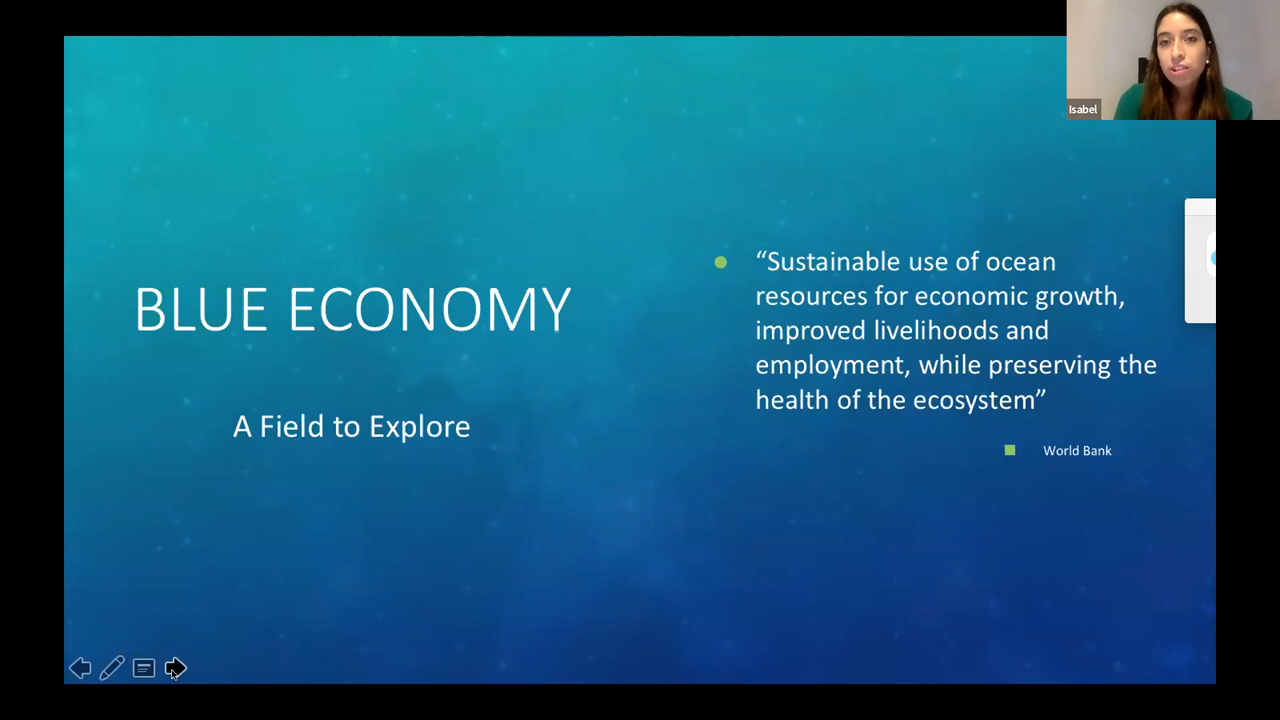 Isabel
BLUE ECONOMY
A Field to Explore
“Sustainable use of ocean
resources for economic growth,
improved livelihoods and
employment, while preserving the
health of the ecosystem”
World Bank